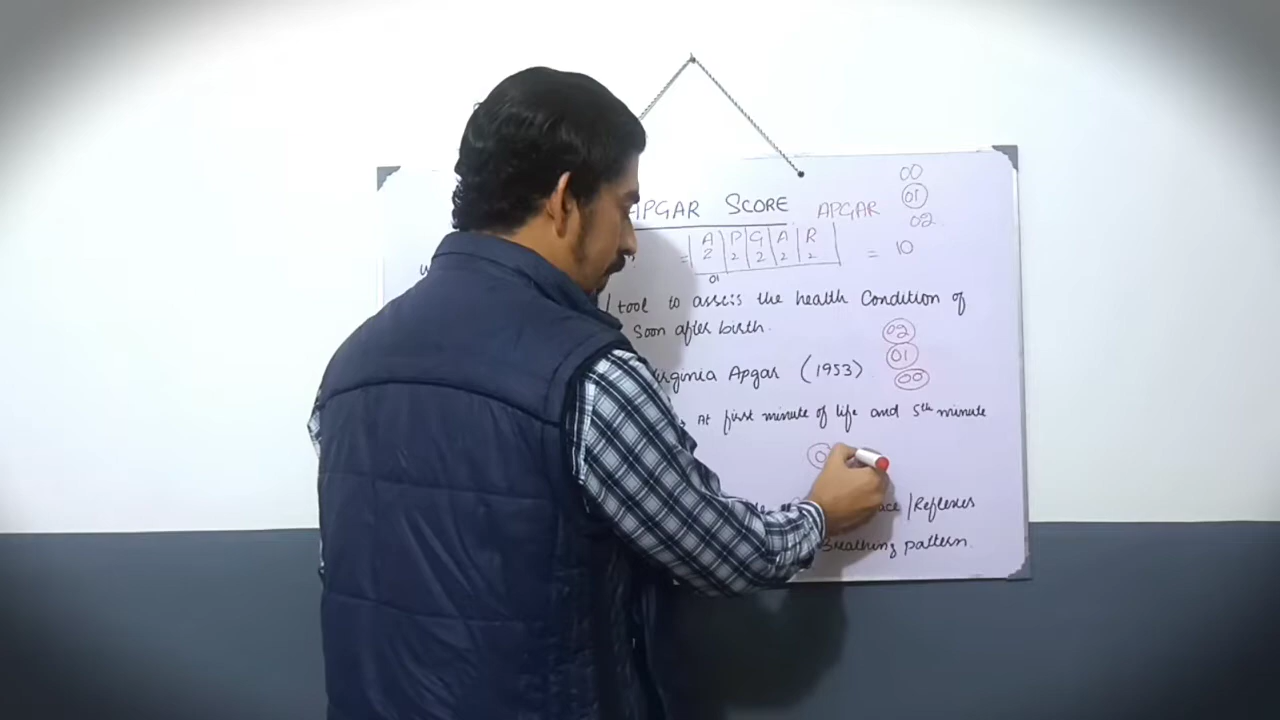 APGAR SCORE APGAR
00
01
02
= A P G A R
2 2 2 2 2 = 10
01
/ tool to assess the health Condition of
soon after birth.
02
01
00
Virginia Apgar (1953)
At first minute of life and 5th minute
/Reflexes
Breathing pattern.